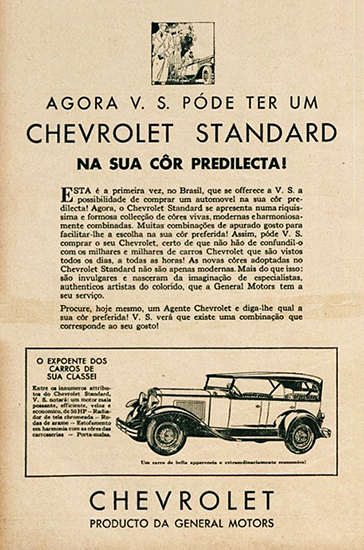 AGORA V. S. PÓDE TER UM
CHEVROLET STANDARD
NA SUA CÔR PREDILECTA!
ESTA é a primeira vez, no Brasil, que se offerece a V. S. a
possibilidade de comprar um automovel na sua côr pre-
dilecta! Agora, o Chevrolet Standard se apresenta numa riquis-
sima e formosa collecção de côres vivas, modernas e harmoniosa-
mente combinadas. Muitas combinações de apurado gosto para
facilitar-lhe a escolha na sua côr preferida! Assim, póde V. S.
comprar o seu Chevrolet, certo de que não há de confundil-o
com os milhares e milhares de carros Chevrolet que são vistos
todos os dias, a todas as horas! As novas côres adoptadas no
Chevrolet Standard não são apenas modernas. Mais do que isso:
são invulgares e nasceram da imaginação de especialistas,
authenticos artistas do colorido, que a General Motors tem a
seu serviço.
Procure, hoje mesmo, um Agente Chevrolet e diga-lhe qual a
sua côr preferida! V. S. verá que existe uma combinação que
corresponde ao seu gosto!
O EXPOENTE DOS
CARROS DE
SUA CLASSE!
Entre os innumeros attribu-
tos do Chevrolet Standard,
V. S. notará: um motor mais
possante, efficiente, veloz e
economico, de 50 HP — Radia-
dor de tela chromeada — Ro-
das de arame — Estofamento
em harmonia com as côres das
carrosserias — Porta-malas.
Um carro de bella apparencia e extraordinariamente economico!
CHEVROLET
PRODUCTO DA GENERAL MOTORS